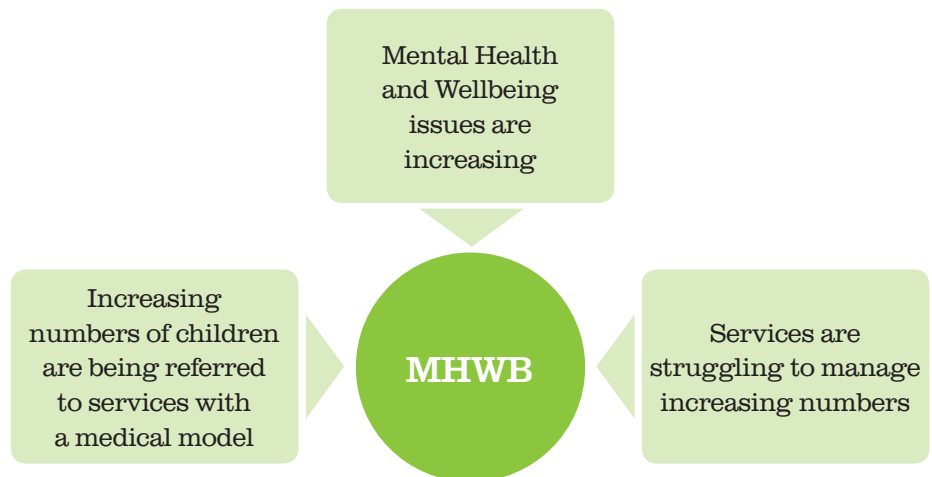 Mental Health
and Wellbeing
issues are
increasing
Increasing
numbers of children
are being referred
to services with
a medical model
MHWB
Services are
struggling to manage
increasing numbers